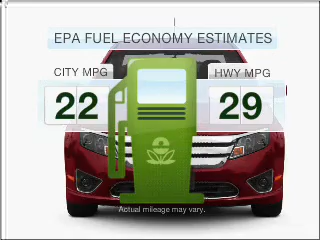 EPA FUEL ECONOMY ESTIMATES
CITY MPG
HWY MPG
22
29
Actual mileage may vary.